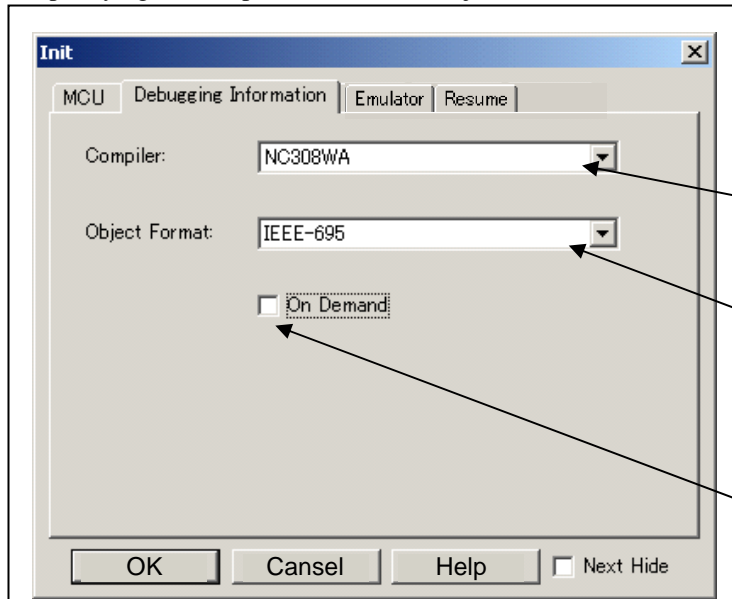 Init
MCU Debugging Information Emulator Resume
Compiler: NC308WA
Object Format: IEEE-695
On Demand
OK Cansel Help Next Hide